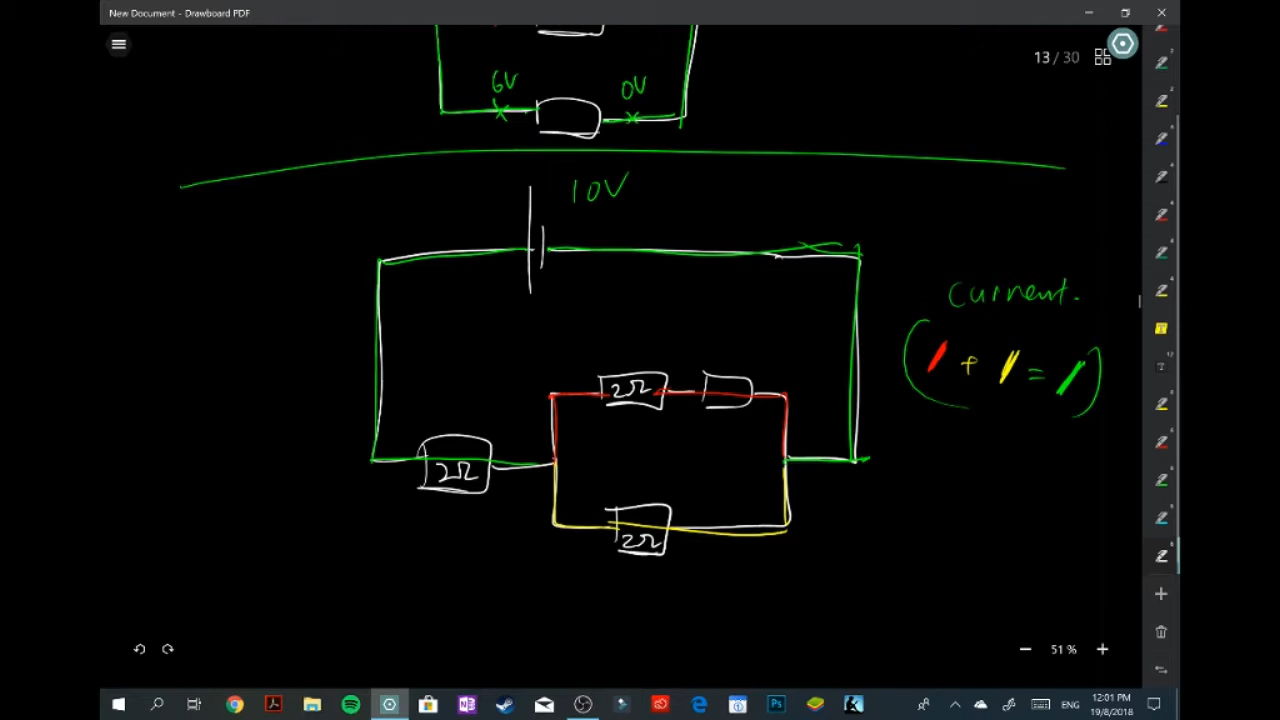 New Document - Drawboard PDF
13 / 30
6V
0V
10V
current.
( / + / = / )
2Ω
2Ω
2Ω
51 %
ENG
12:01 PM
19/8/2018